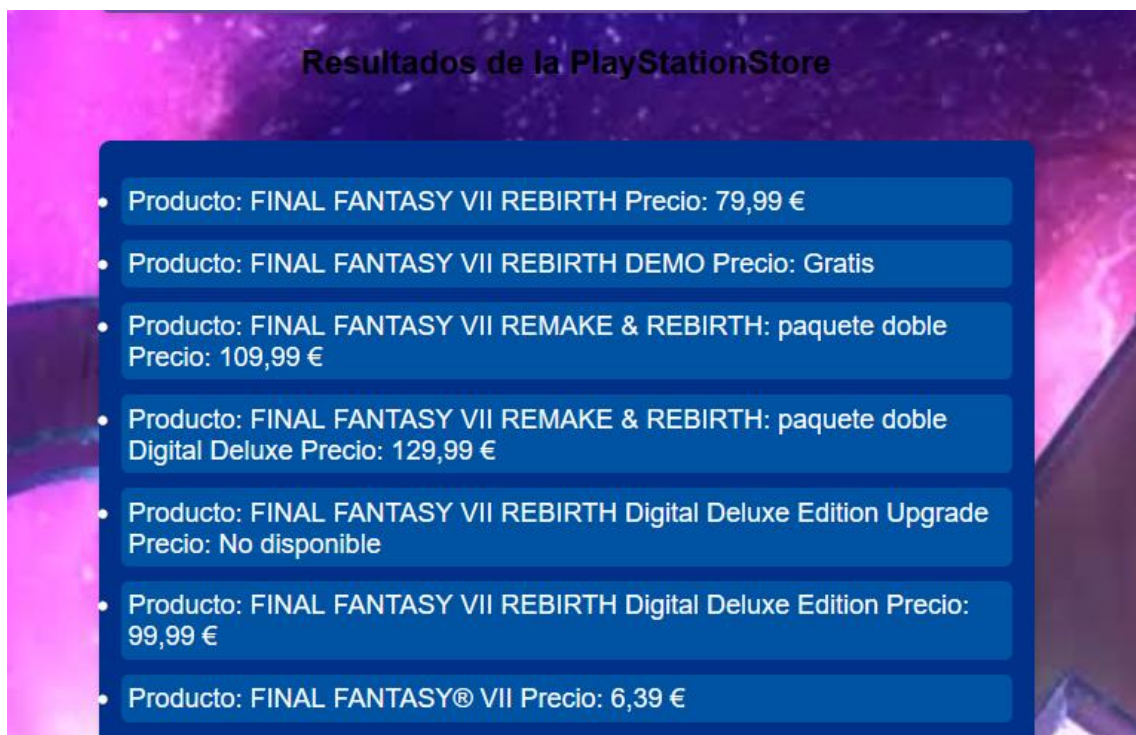 Resultados de la PlayStationStore
Producto: FINAL FANTASY VII REBIRTH Precio: 79,99 €
Producto: FINAL FANTASY VII REBIRTH DEMO Precio: Gratis
Producto: FINAL FANTASY VII REMAKE & REBIRTH: paquete doble
Precio: 109,99 €
Producto: FINAL FANTASY VII REMAKE & REBIRTH: paquete doble
Digital Deluxe Precio: 129,99 €
Producto: FINAL FANTASY VII REBIRTH Digital Deluxe Edition Upgrade
Precio: No disponible
Producto: FINAL FANTASY VII REBIRTH Digital Deluxe Edition Precio:
99,99 €
Producto: FINAL FANTASY® VII Precio: 6,39 €